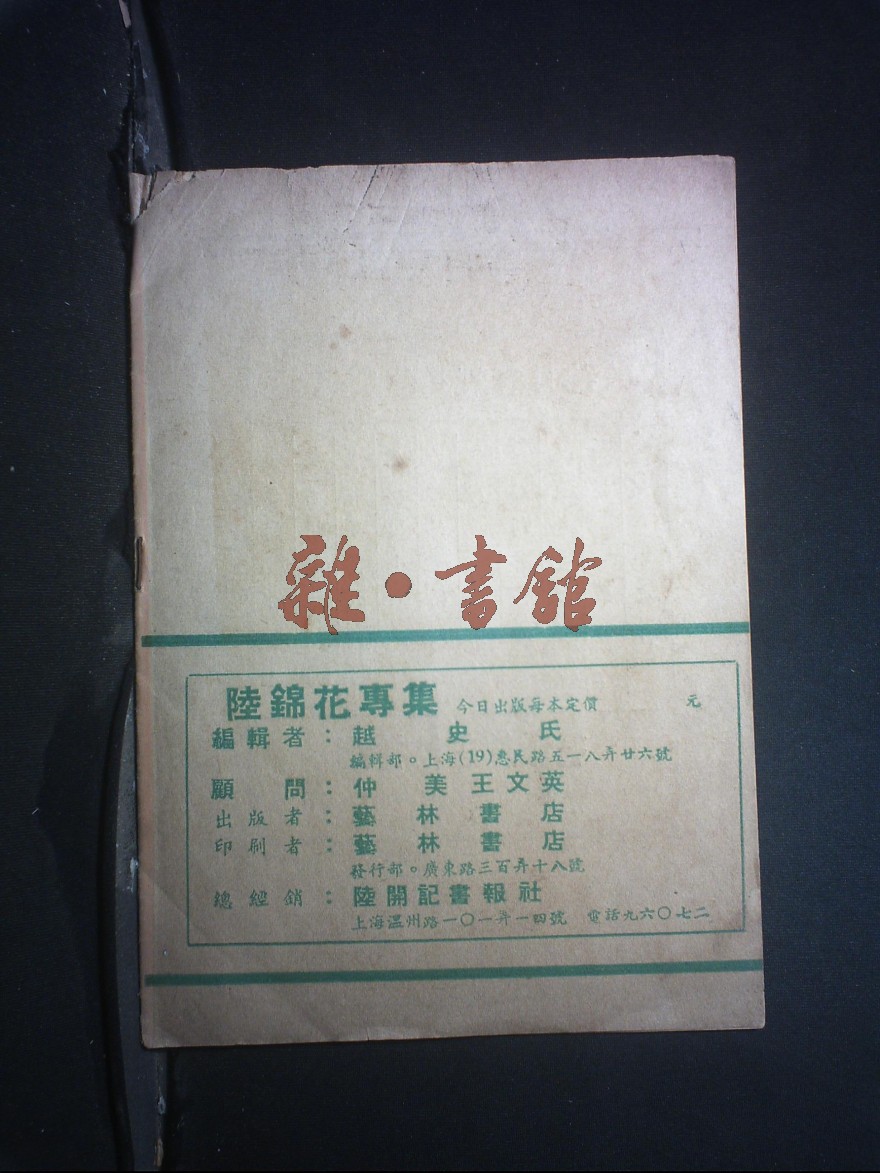 雜·書館
陸錦花專集 今日出版每本定價 元
編輯者：越史氏
編輯部。上海(19)惠民路五一八弄廿六號
顧問：仲美王文英
出版者：藝林書店
印刷者：藝林書店
發行部。廣東路三百弄十八號
總經銷：陸開記書報社
上海溫州路一〇一弄一四號 電話九六〇七二